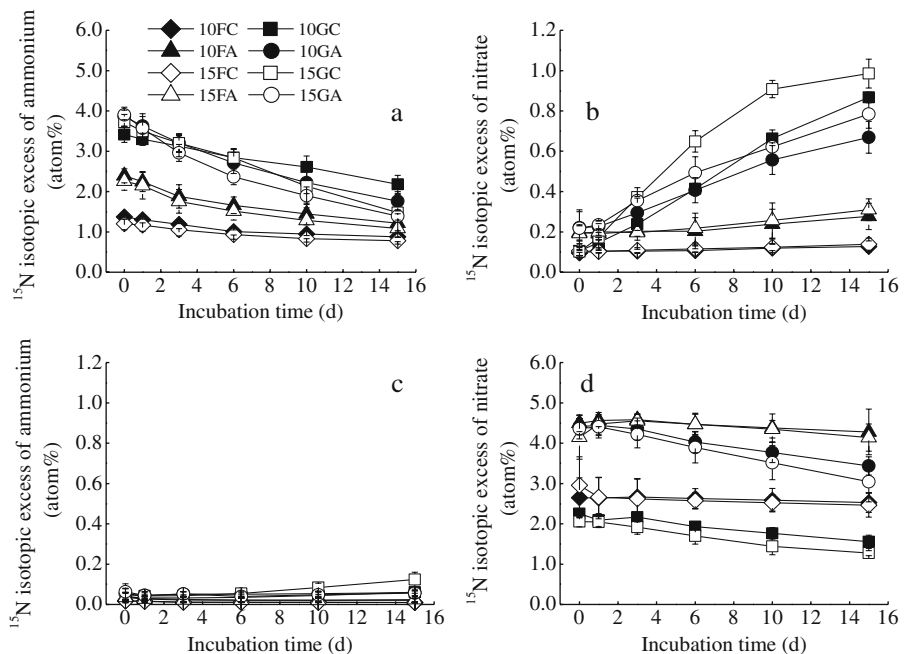 ¹⁵N isotopic excess of ammonium
(atom%)
6.0
5.0
4.0
3.0
2.0
1.0
0.0
10FC
10GC
10FA
10GA
15FC
15GC
15FA
15GA
a
0 2 4 6 8 10 12 14 16
Incubation time (d)
¹⁵N isotopic excess of nitrate
(atom%)
1.2
1.0
0.8
0.6
0.4
0.2
0.0
b
0 2 4 6 8 10 12 14 16
Incubation time (d)
¹⁵N isotopic excess of ammonium
(atom%)
1.2
1.0
0.8
0.6
0.4
0.2
0.0
c
0 2 4 6 8 10 12 14 16
Incubation time (d)
¹⁵N isotopic excess of nitrate
(atom%)
6.0
5.0
4.0
3.0
2.0
1.0
0.0
d
0 2 4 6 8 10 12 14 16
Incubation time (d)